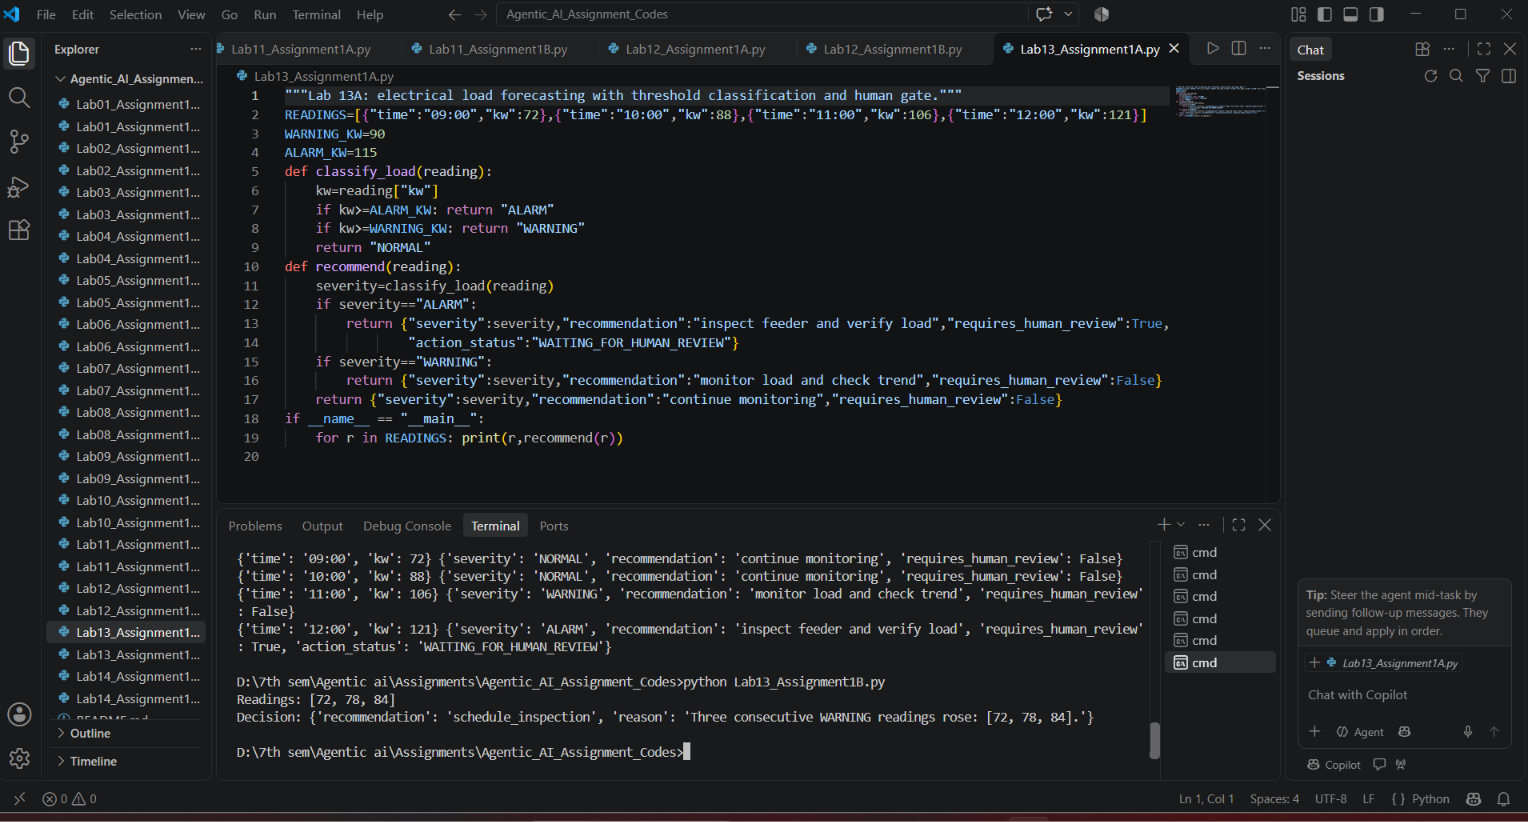 File Edit Selection View Go Run Terminal Help
Agentic_AI_Assignment_Codes
Explorer
Agentic_AI_Assignmen...
Lab01_Assignment1...
Lab01_Assignment1...
Lab02_Assignment1...
Lab02_Assignment1...
Lab03_Assignment1...
Lab03_Assignment1...
Lab04_Assignment1...
Lab04_Assignment1...
Lab05_Assignment1...
Lab05_Assignment1...
Lab06_Assignment1...
Lab06_Assignment1...
Lab07_Assignment1...
Lab07_Assignment1...
Lab08_Assignment1...
Lab08_Assignment1...
Lab09_Assignment1...
Lab09_Assignment1...
Lab10_Assignment1...
Lab10_Assignment1...
Lab11_Assignment1...
Lab11_Assignment1...
Lab12_Assignment1...
Lab12_Assignment1...
Lab13_Assignment1...
Lab13_Assignment1...
Lab14_Assignment1...
Lab14_Assignment1...
README.md
Outline
Timeline
Lab11_Assignment1A.py Lab11_Assignment1B.py Lab12_Assignment1A.py Lab12_Assignment1B.py Lab13_Assignment1A.py
Lab13_Assignment1A.py
1 """Lab 13A: electrical load forecasting with threshold classification and human gate."""
2 READINGS=[{"time":"09:00","kw":72},{"time":"10:00","kw":88},{"time":"11:00","kw":106},{"time":"12:00","kw":121}]
3 WARNING_KW=90
4 ALARM_KW=115
5 def classify_load(reading):
6     kw=reading["kw"]
7     if kw>=ALARM_KW: return "ALARM"
8     if kw>=WARNING_KW: return "WARNING"
9     return "NORMAL"
10 def recommend(reading):
11     severity=classify_load(reading)
12     if severity=="ALARM":
13         return {"severity":severity,"recommendation":"inspect feeder and verify load","requires_human_review":True,
14                 "action_status":"WAITING_FOR_HUMAN_REVIEW"}
15     if severity=="WARNING":
16         return {"severity":severity,"recommendation":"monitor load and check trend","requires_human_review":False}
17     return {"severity":severity,"recommendation":"continue monitoring","requires_human_review":False}
18 if __name__ == "__main__":
19     for r in READINGS: print(r,recommend(r))
20
Problems Output Debug Console Terminal Ports
{'time': '09:00', 'kw': 72} {'severity': 'NORMAL', 'recommendation': 'continue monitoring', 'requires_human_review': False}
{'time': '10:00', 'kw': 88} {'severity': 'NORMAL', 'recommendation': 'continue monitoring', 'requires_human_review': False}
{'time': '11:00', 'kw': 106} {'severity': 'WARNING', 'recommendation': 'monitor load and check trend', 'requires_human_review'
: False}
{'time': '12:00', 'kw': 121} {'severity': 'ALARM', 'recommendation': 'inspect feeder and verify load', 'requires_human_review'
: True, 'action_status': 'WAITING_FOR_HUMAN_REVIEW'}
D:\7th sem\Agentic ai\Assignments\Agentic_AI_Assignment_Codes>python Lab13_Assignment1B.py
Readings: [72, 78, 84]
Decision: {'recommendation': 'schedule_inspection', 'reason': 'Three consecutive WARNING readings rose: [72, 78, 84].'}
D:\7th sem\Agentic ai\Assignments\Agentic_AI_Assignment_Codes>
cmd
cmd
cmd
cmd
cmd
cmd
Chat
Sessions
Tip: Steer the agent mid-task by
sending follow-up messages. They
queue and apply in order.
Lab13_Assignment1A.py
Chat with Copilot
Agent
Copilot
0 0
Ln 1, Col 1 Spaces: 4 UTF-8 LF { } Python